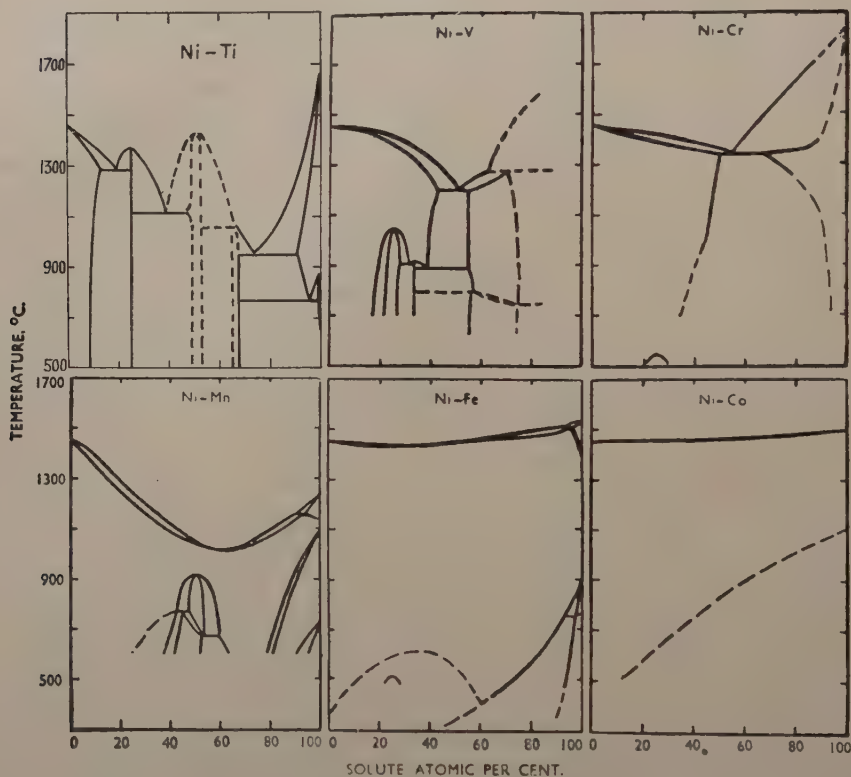 Ni-Ti
Ni-V
Ni-Cr
1700
1300
900
500
TEMPERATURE, °C.
Ni-Mn
Ni-Fe
Ni-Co
1700
1300
900
500
0 20 40 60 80 100
0 20 40 60 80 100
0 20 40 60 80 100
SOLUTE ATOMIC PER CENT.